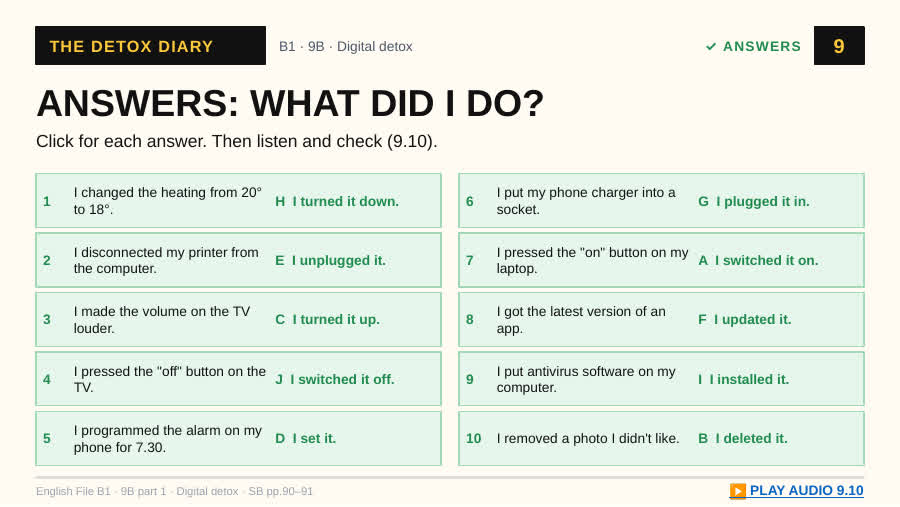 THE DETOX DIARY
B1 · 9B · Digital detox
✓ ANSWERS
9
ANSWERS: WHAT DID I DO?
Click for each answer. Then listen and check (9.10).
1 I changed the heating from 20°
to 18°.
H I turned it down.
2 I disconnected my printer from
the computer.
E I unplugged it.
3 I made the volume on the TV
louder.
C I turned it up.
4 I pressed the "off" button on the
TV.
J I switched it off.
5 I programmed the alarm on my
phone for 7.30.
D I set it.
6 I put my phone charger into a
socket.
G I plugged it in.
7 I pressed the "on" button on my
laptop.
A I switched it on.
8 I got the latest version of an
app.
F I updated it.
9 I put antivirus software on my
computer.
I I installed it.
10 I removed a photo I didn't like.
B I deleted it.
English File B1 · 9B part 1 · Digital detox · SB pp.90–91
▶️ PLAY AUDIO 9.10